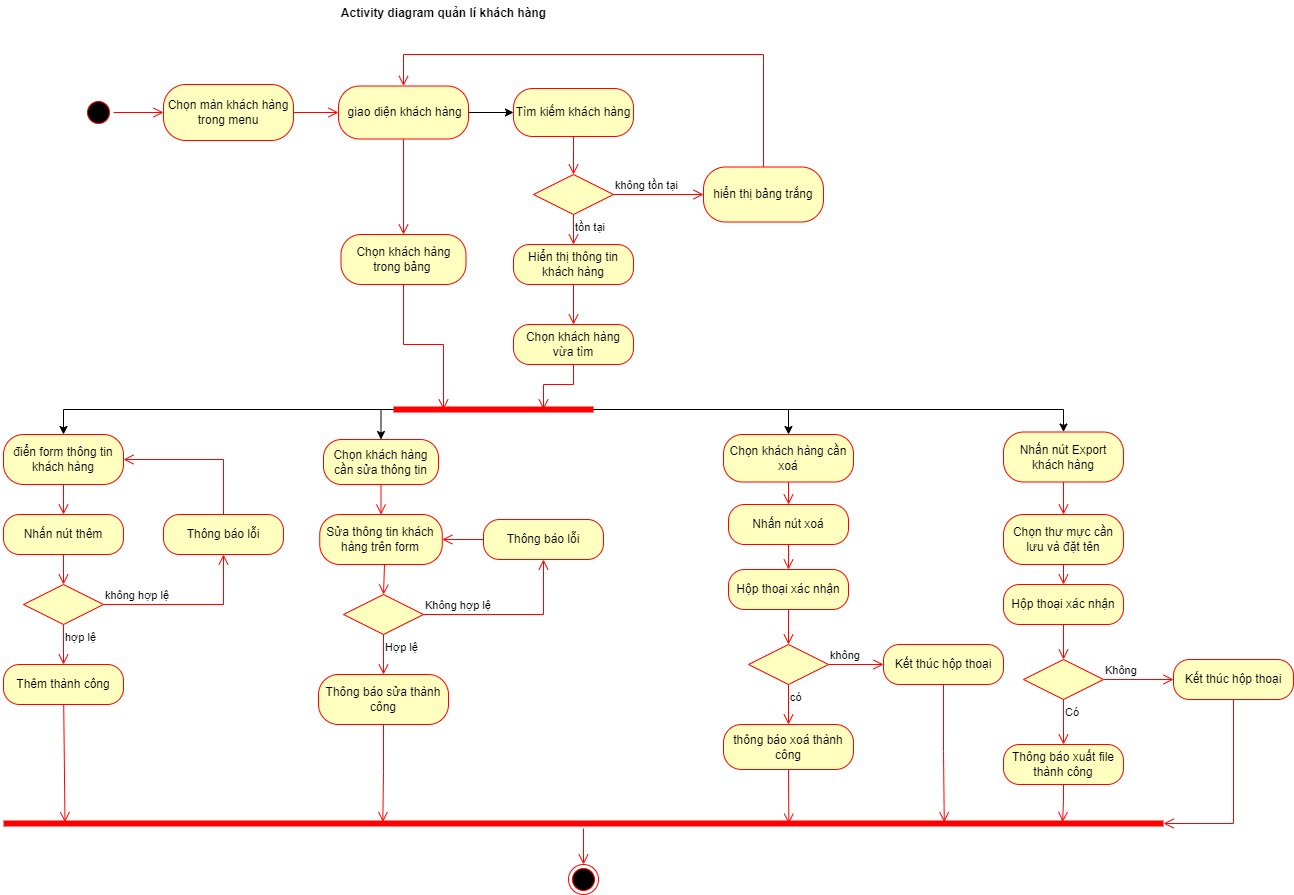 Activity diagram quản lí khách hàng
Chọn màn khách hàng
trong menu
giao diện khách hàng
Tìm kiếm khách hàng
không tồn tại
hiển thị bảng trắng
tồn tại
Chọn khách hàng
trong bảng
Hiển thị thông tin
khách hàng
Chọn khách hàng
vừa tìm
điển form thông tin
khách hàng
Nhấn nút thêm
Thông báo lỗi
không hợp lệ
hợp lệ
Thêm thành công
Chọn khách hàng
cần sửa thông tin
Sửa thông tin khách
hàng trên form
Thông báo lỗi
Không hợp lệ
Hợp lệ
Thông báo sửa thành
công
Chọn khách hàng cần
xoá
Nhấn nút xoá
Hộp thoại xác nhận
không
Kết thúc hộp thoại
có
thông báo xoá thành
công
Nhấn nút Export
khách hàng
Chọn thư mực cần
lưu và đặt tên
Hộp thoại xác nhận
Không
Kết thúc hộp thoại
Có
Thông báo xuất file
thành công